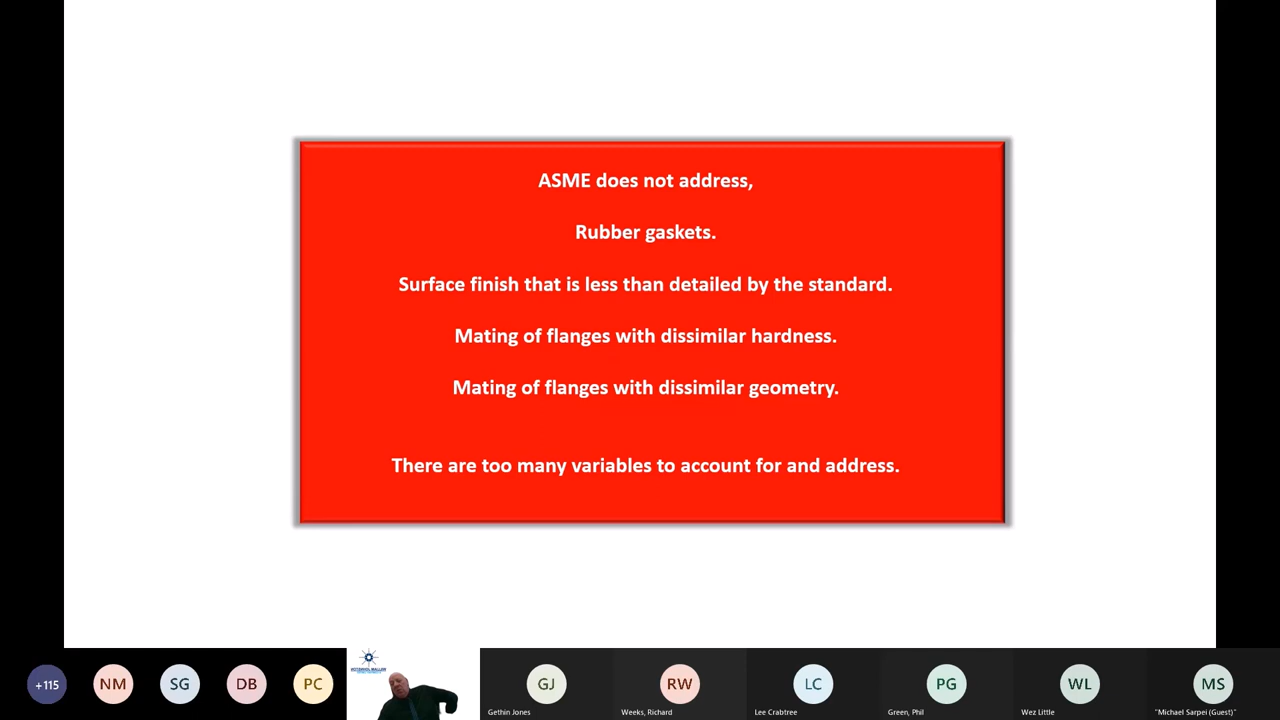 ASME does not address,
Rubber gaskets.
Surface finish that is less than detailed by the standard.
Mating of flanges with dissimilar hardness.
Mating of flanges with dissimilar geometry.
There are too many variables to account for and address.
+115
NM
SG
DB
PC
GJ
RW
LC
PG
WL
MS
Gethin Jones
Weeks, Richard
Lee Crabtree
Green, Phil
Wez Little
"Michael Sarpei (Guest)"